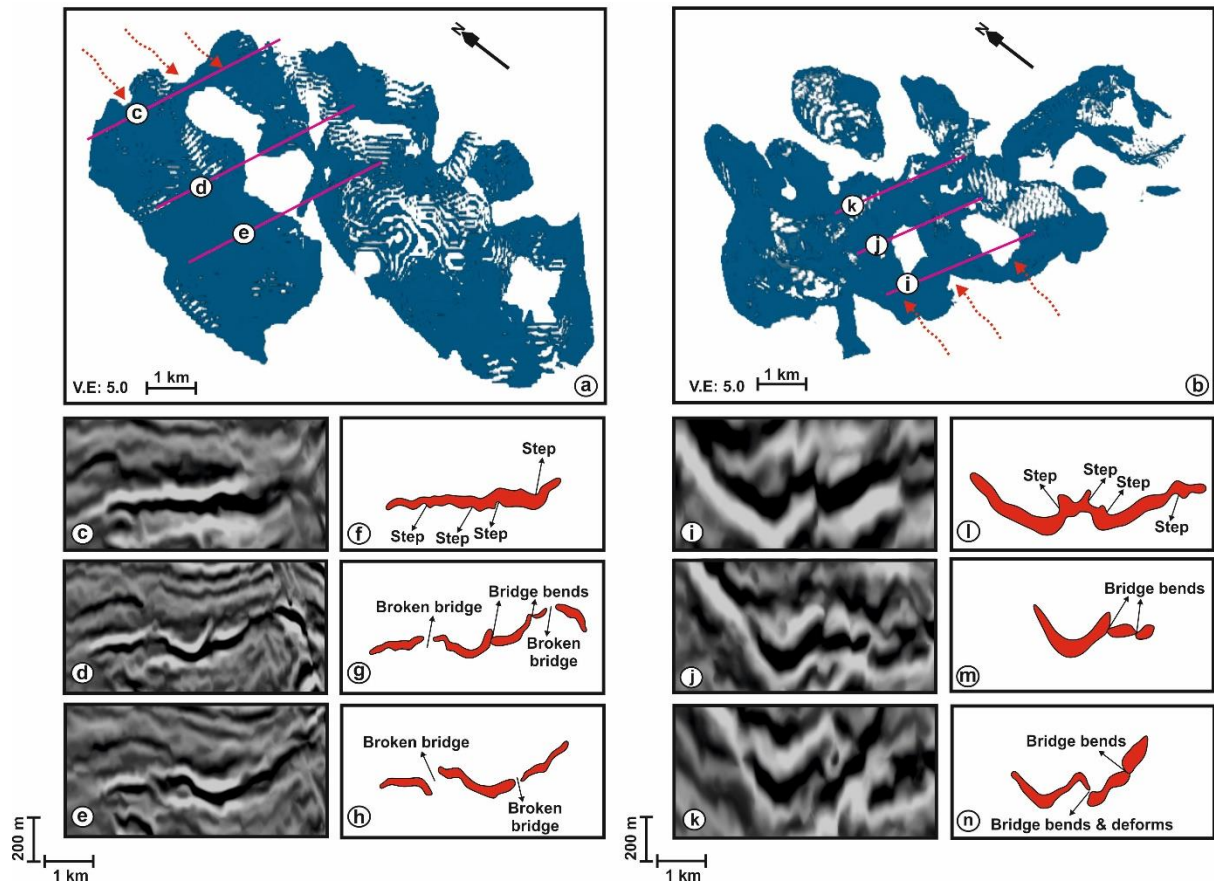 N
c
d
e
V.E: 5.0
1 km
a
N
k
j
i
V.E: 5.0
1 km
b
c
Step
Step
Step
Step
f
d
Broken bridge
Bridge bends
Broken
bridge
g
e
Broken bridge
Broken
bridge
h
200 m
1 km
i
Step
Step
Step
Step
l
j
Bridge bends
m
k
Bridge bends
Bridge bends & deforms
n
200 m
1 km